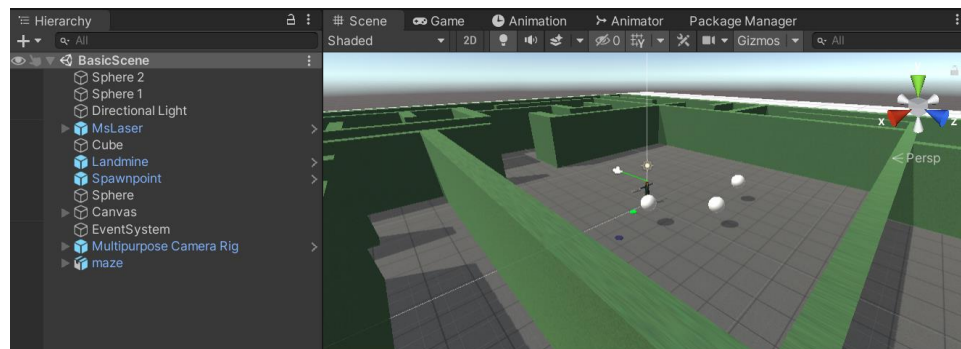 Hierarchy
All
BasicScene
Sphere 2
Sphere 1
Directional Light
MsLaser
Cube
Landmine
Spawnpoint
Sphere
Canvas
EventSystem
Multipurpose Camera Rig
maze
Scene Game Animation Animator Package Manager
Shaded 2D 0 Gizmos All
y
x z
Persp